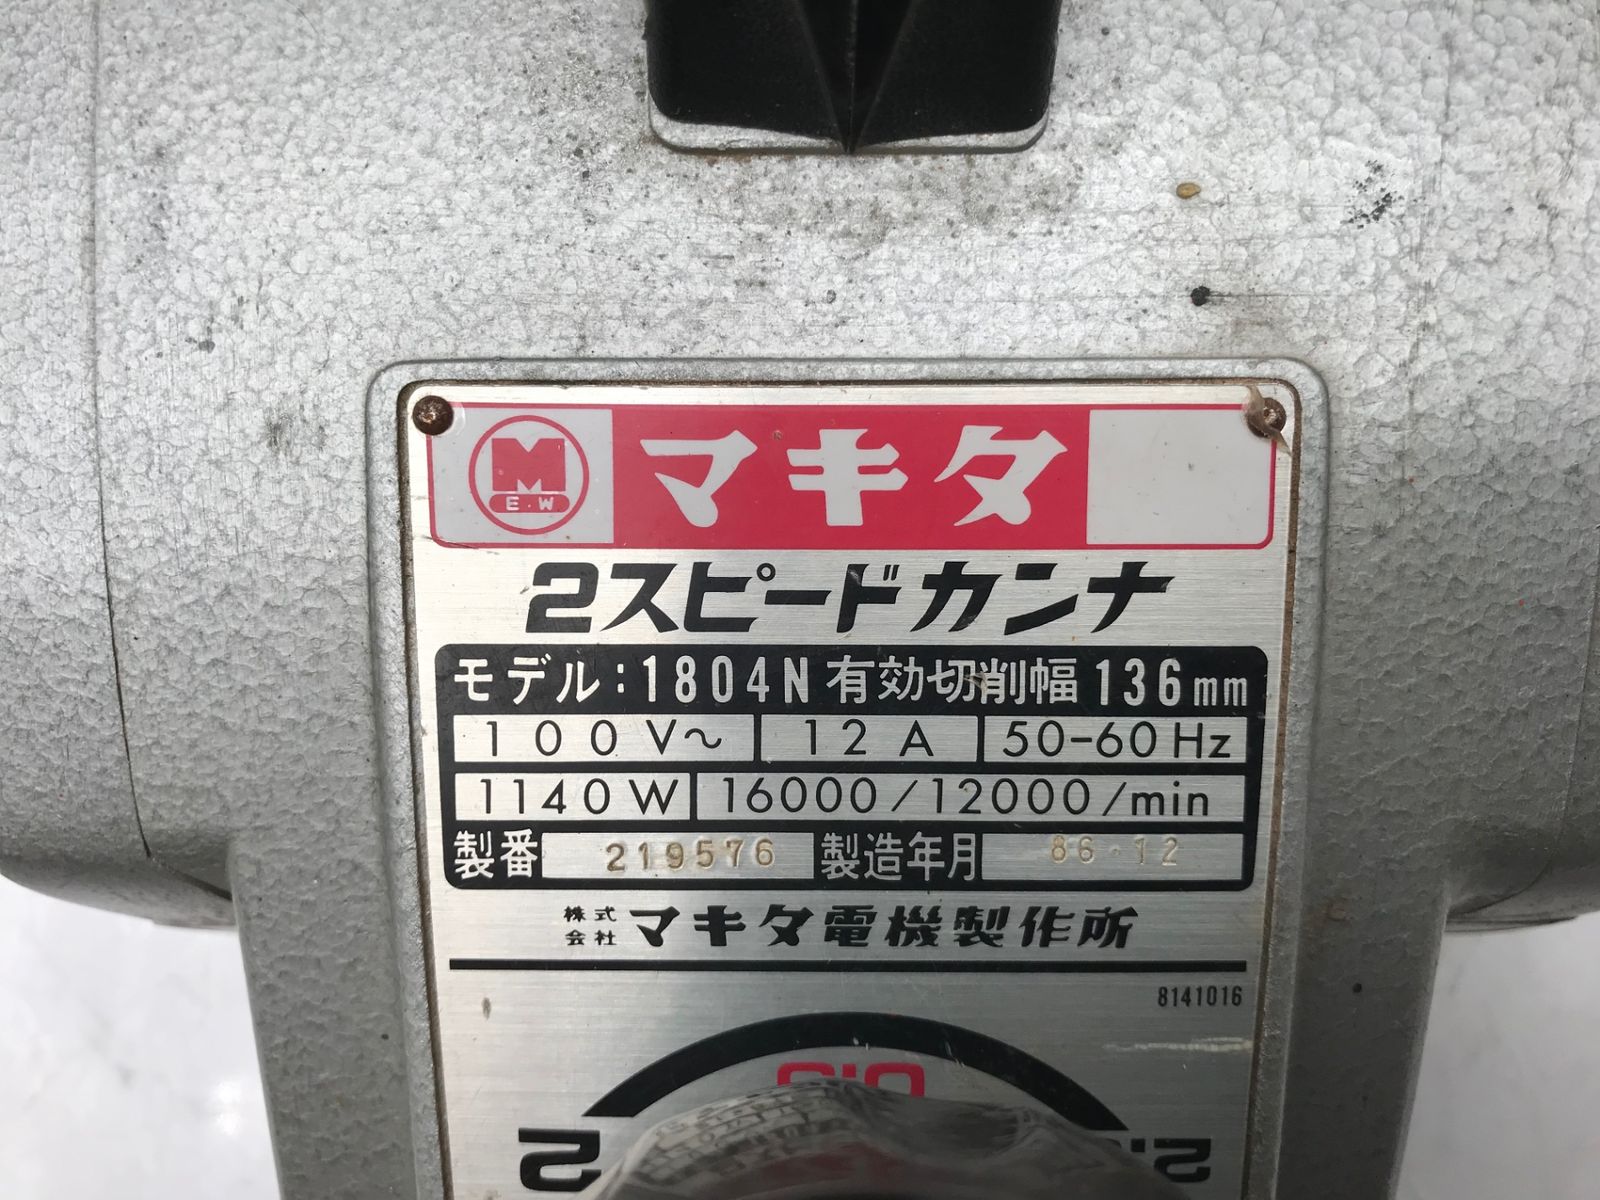 M
E・W
マキタ
2スピードカンナ
モデル:1804N 有効切削幅 136mm
100V~ 12A 50-60Hz
1140W 16000/12000/min
製番 219576 製造年月 86・12
株式会社 マキタ電機製作所
8141016
2